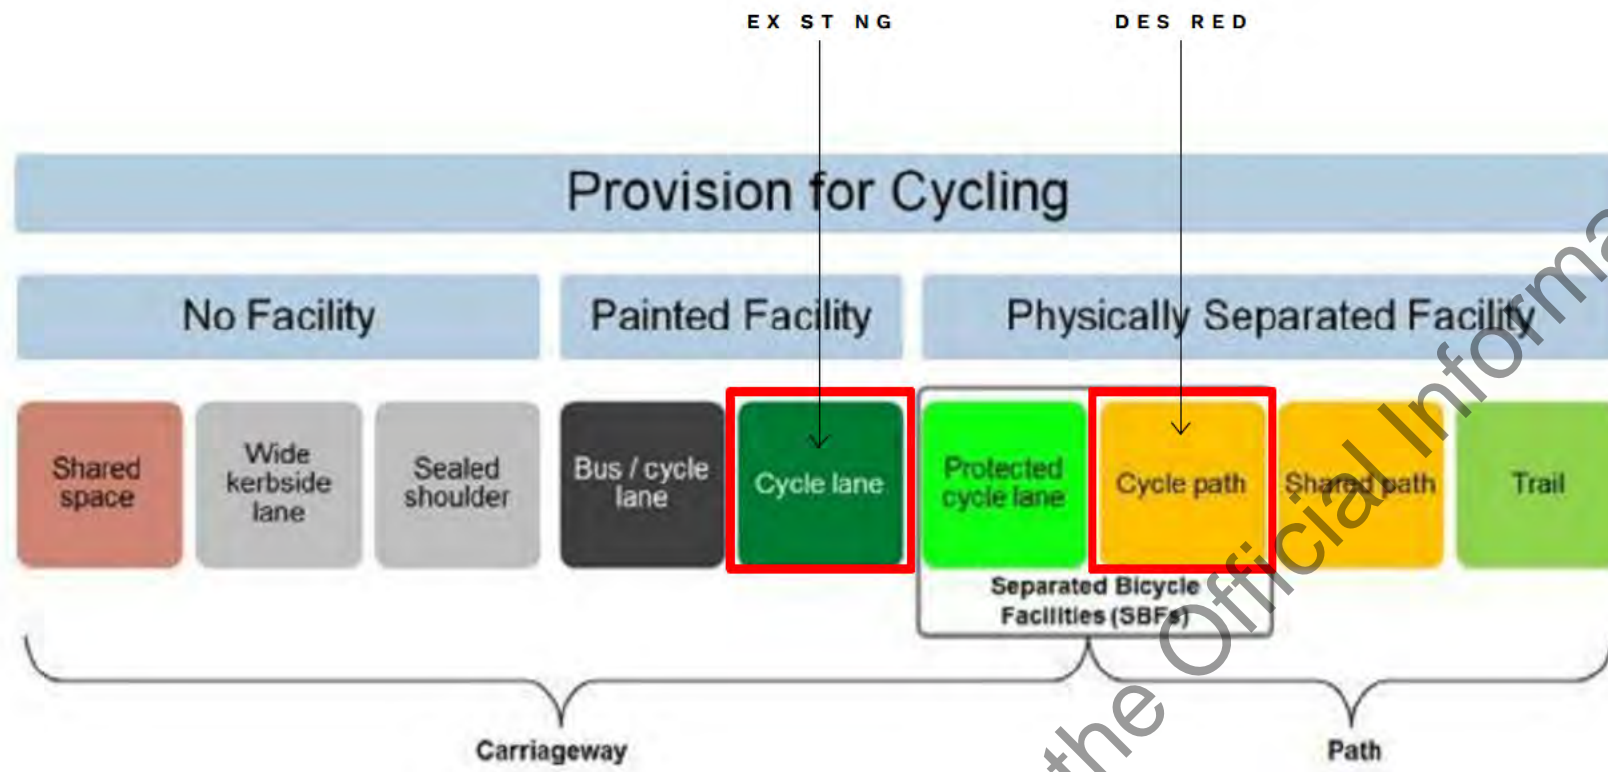 EX ST NG
DES RED
Provision for Cycling
No Facility
Painted Facility
Physically Separated Facility
Shared
space
Wide
kerbside
lane
Sealed
shoulder
Bus / cycle
lane
Cycle lane
Protected
cycle lane
Cycle path
Shared path
Trail
Separated Bicycle
Facilities (SBFs)
Carriageway
Path
the Official Informa